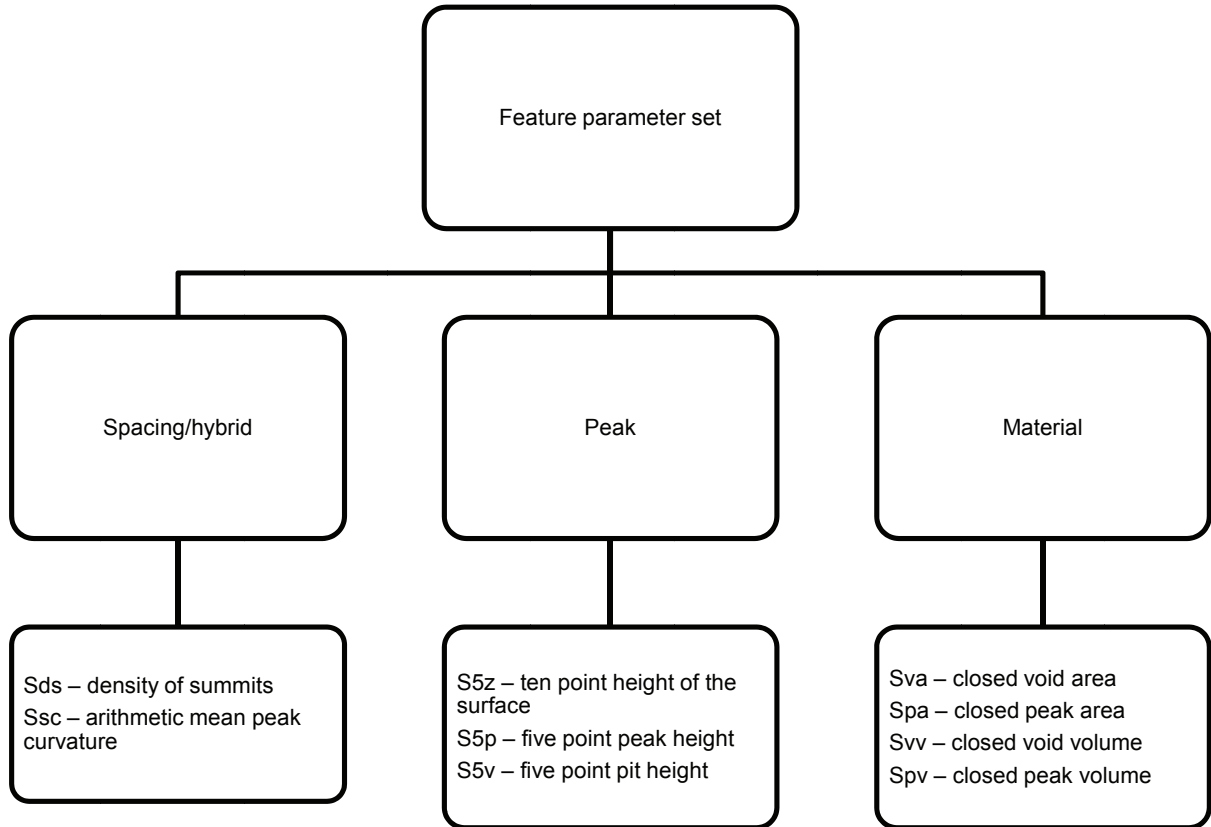 Feature parameter set
Spacing/hybrid
Peak
Material
Sds – density of summits
Ssc – arithmetic mean peak
curvature
S5z – ten point height of the
surface
S5p – five point peak height
S5v – five point pit height
Sva – closed void area
Spa – closed peak area
Svv – closed void volume
Spv – closed peak volume